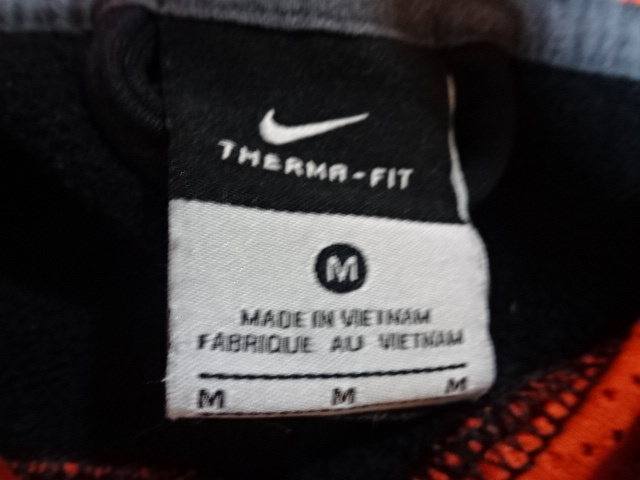 THERMA-FIT
M
MADE IN VIETNAM
FABRIQUE AU VIETNAM
M M M